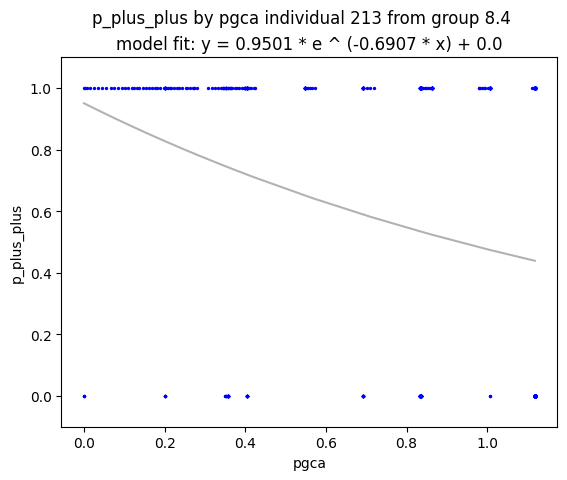 p_plus_plus by pgca individual 213 from group 8.4
model fit: y = 0.9501 * e ^ (-0.6907 * x) + 0.0
1.0
0.8
0.6
0.4
0.2
0.0
p_plus_plus
0.0 0.2 0.4 0.6 0.8 1.0
pgca